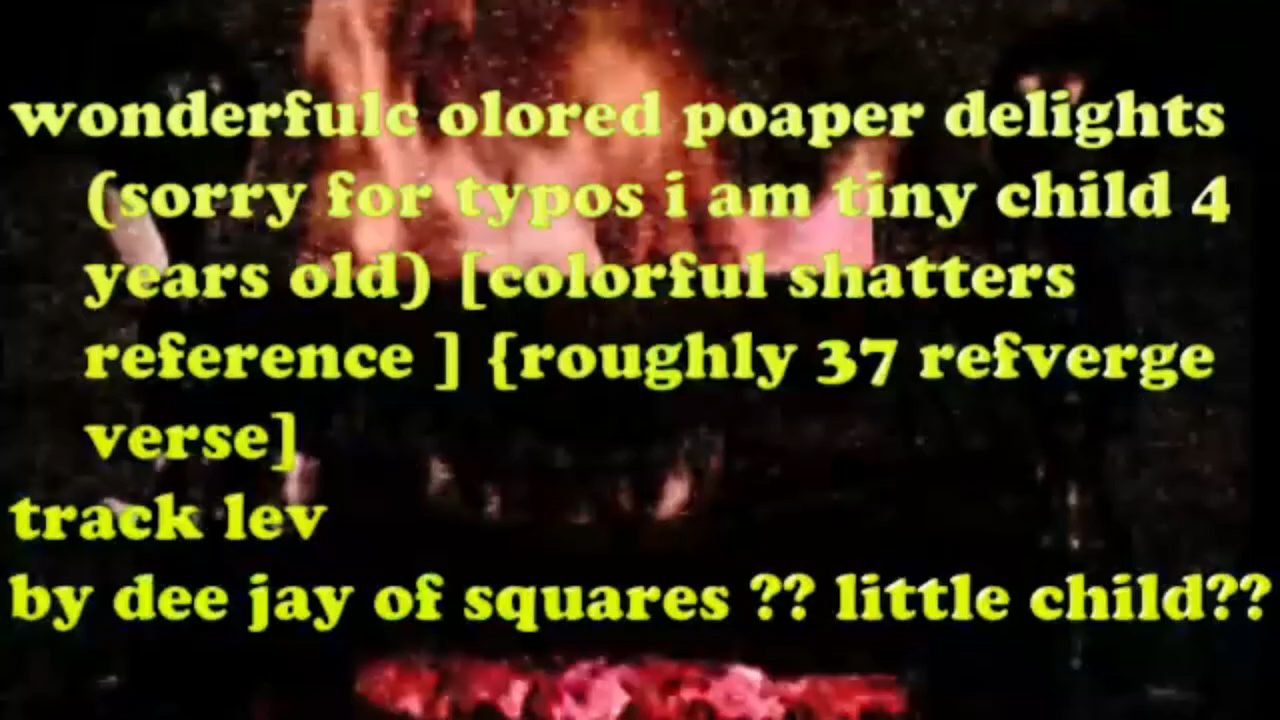 wonderfulc olored poaper delights
(sorry for typos i am tiny child 4
years old) [colorful shatters
reference ] {roughly 37 refverge
verse]
track lev
by dee jay of squares ?? little child??